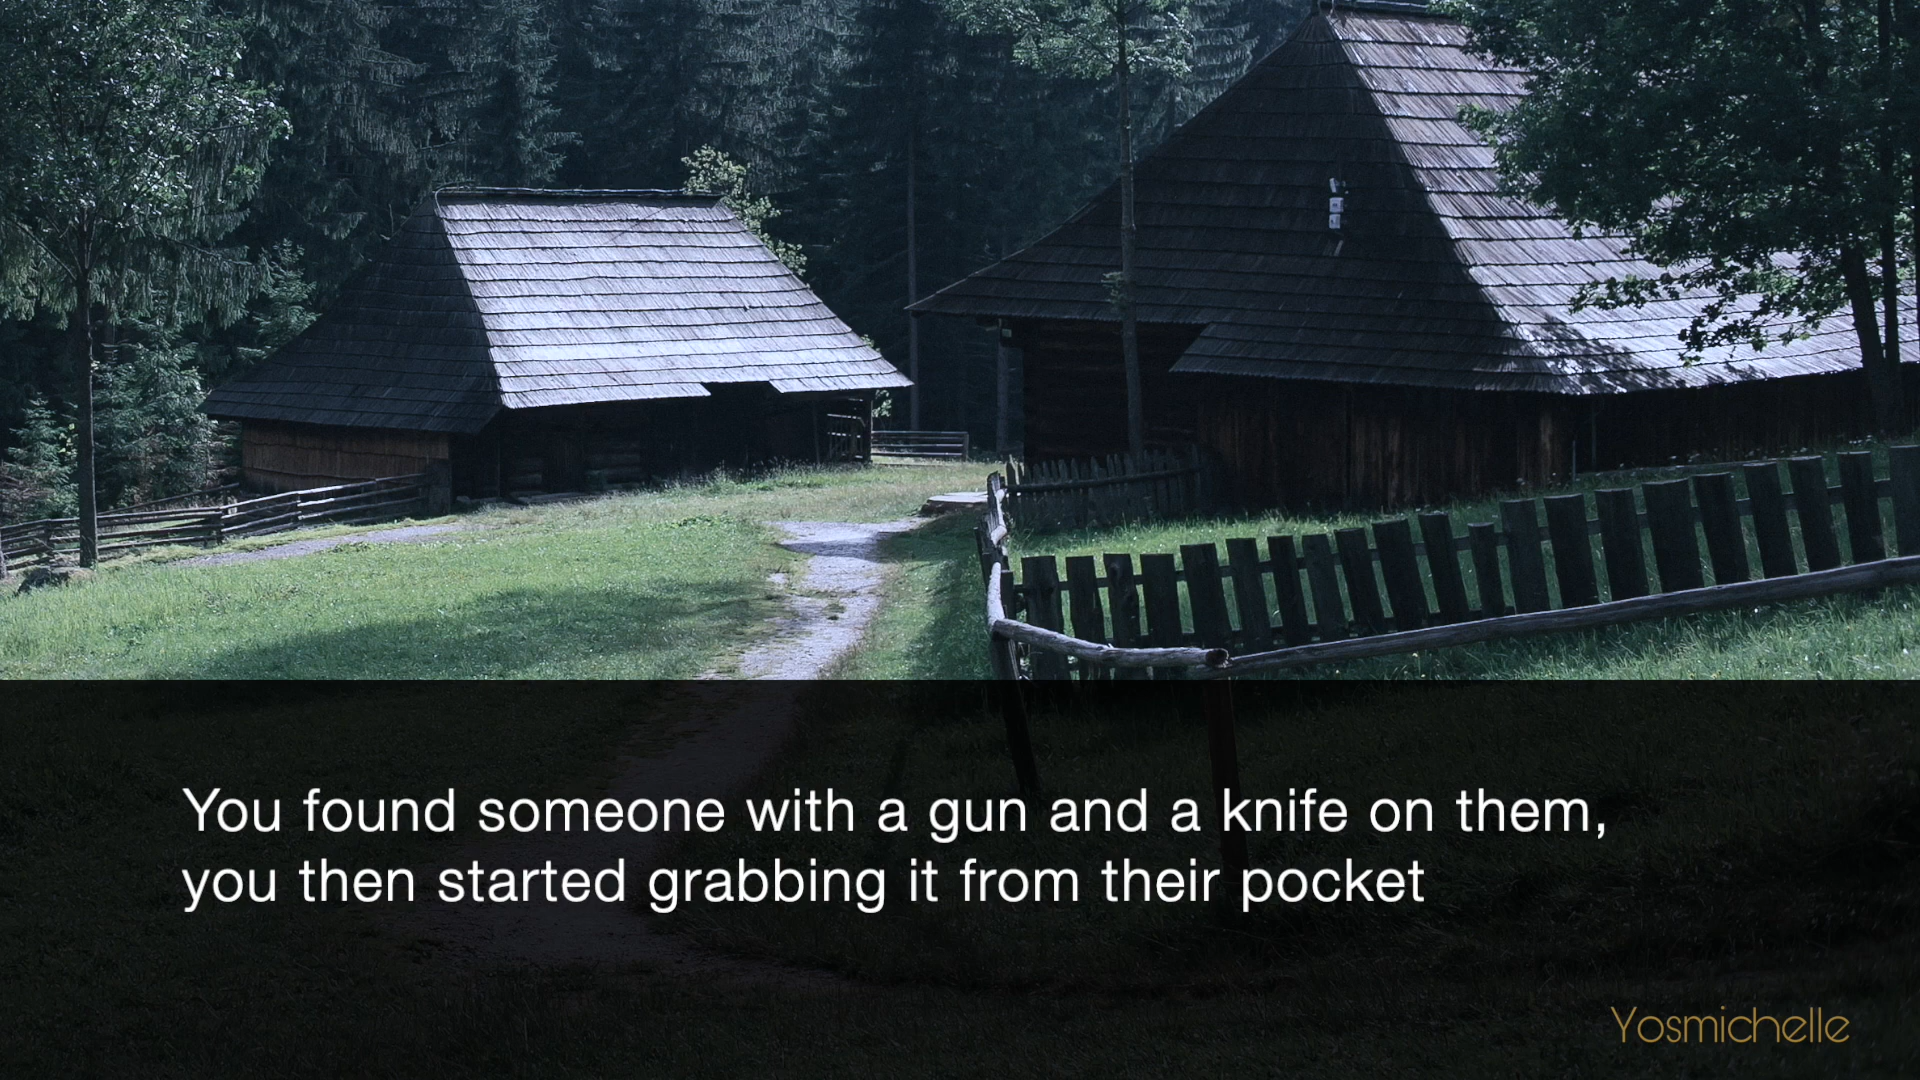 You found someone with a gun and a knife on them,
you then started grabbing it from their pocket
Yosmichelle